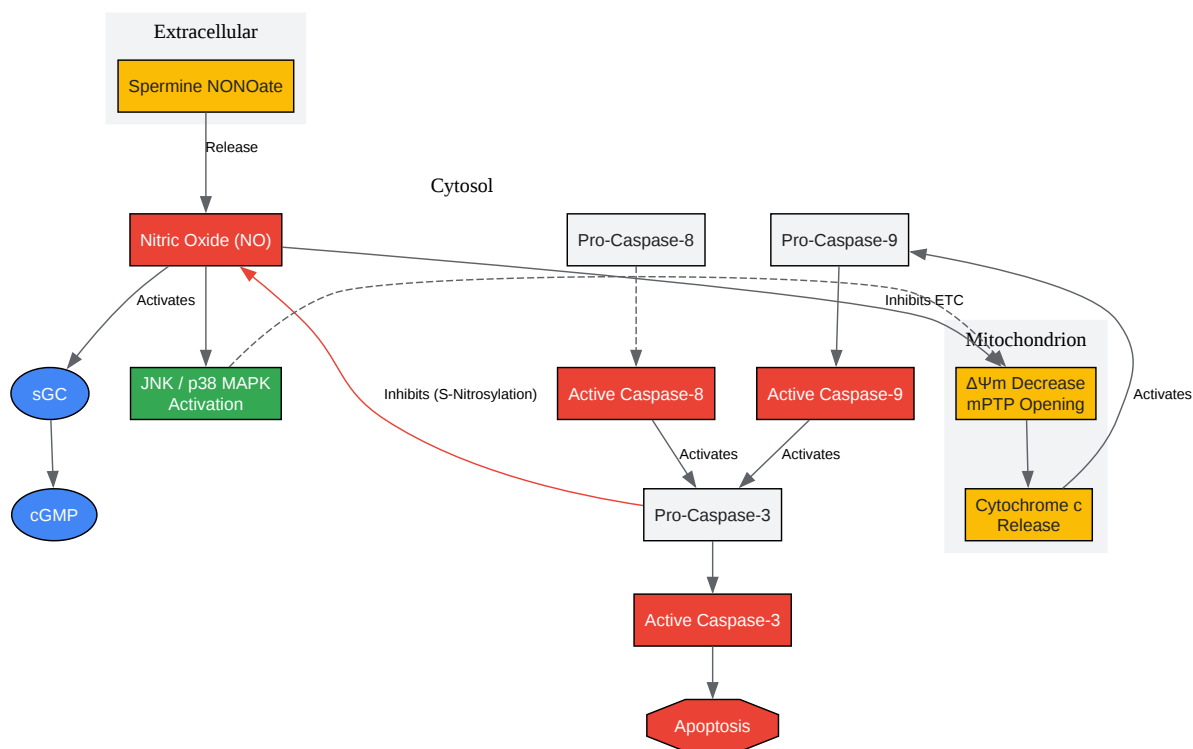 Extracellular
Spermine NONOate
Release
Cytosol
Nitric Oxide (NO)
Pro-Caspase-8
Pro-Caspase-9
Activates
Inhibits ETC
Mitochondrion
sGC
JNK / p38 MAPK
Activation
Inhibits (S-Nitrosylation)
Active Caspase-8
Active Caspase-9
ΔΨm Decrease
mPTP Opening
Activates
Activates
Activates
cGMP
Pro-Caspase-3
Cytochrome c
Release
Active Caspase-3
Apoptosis